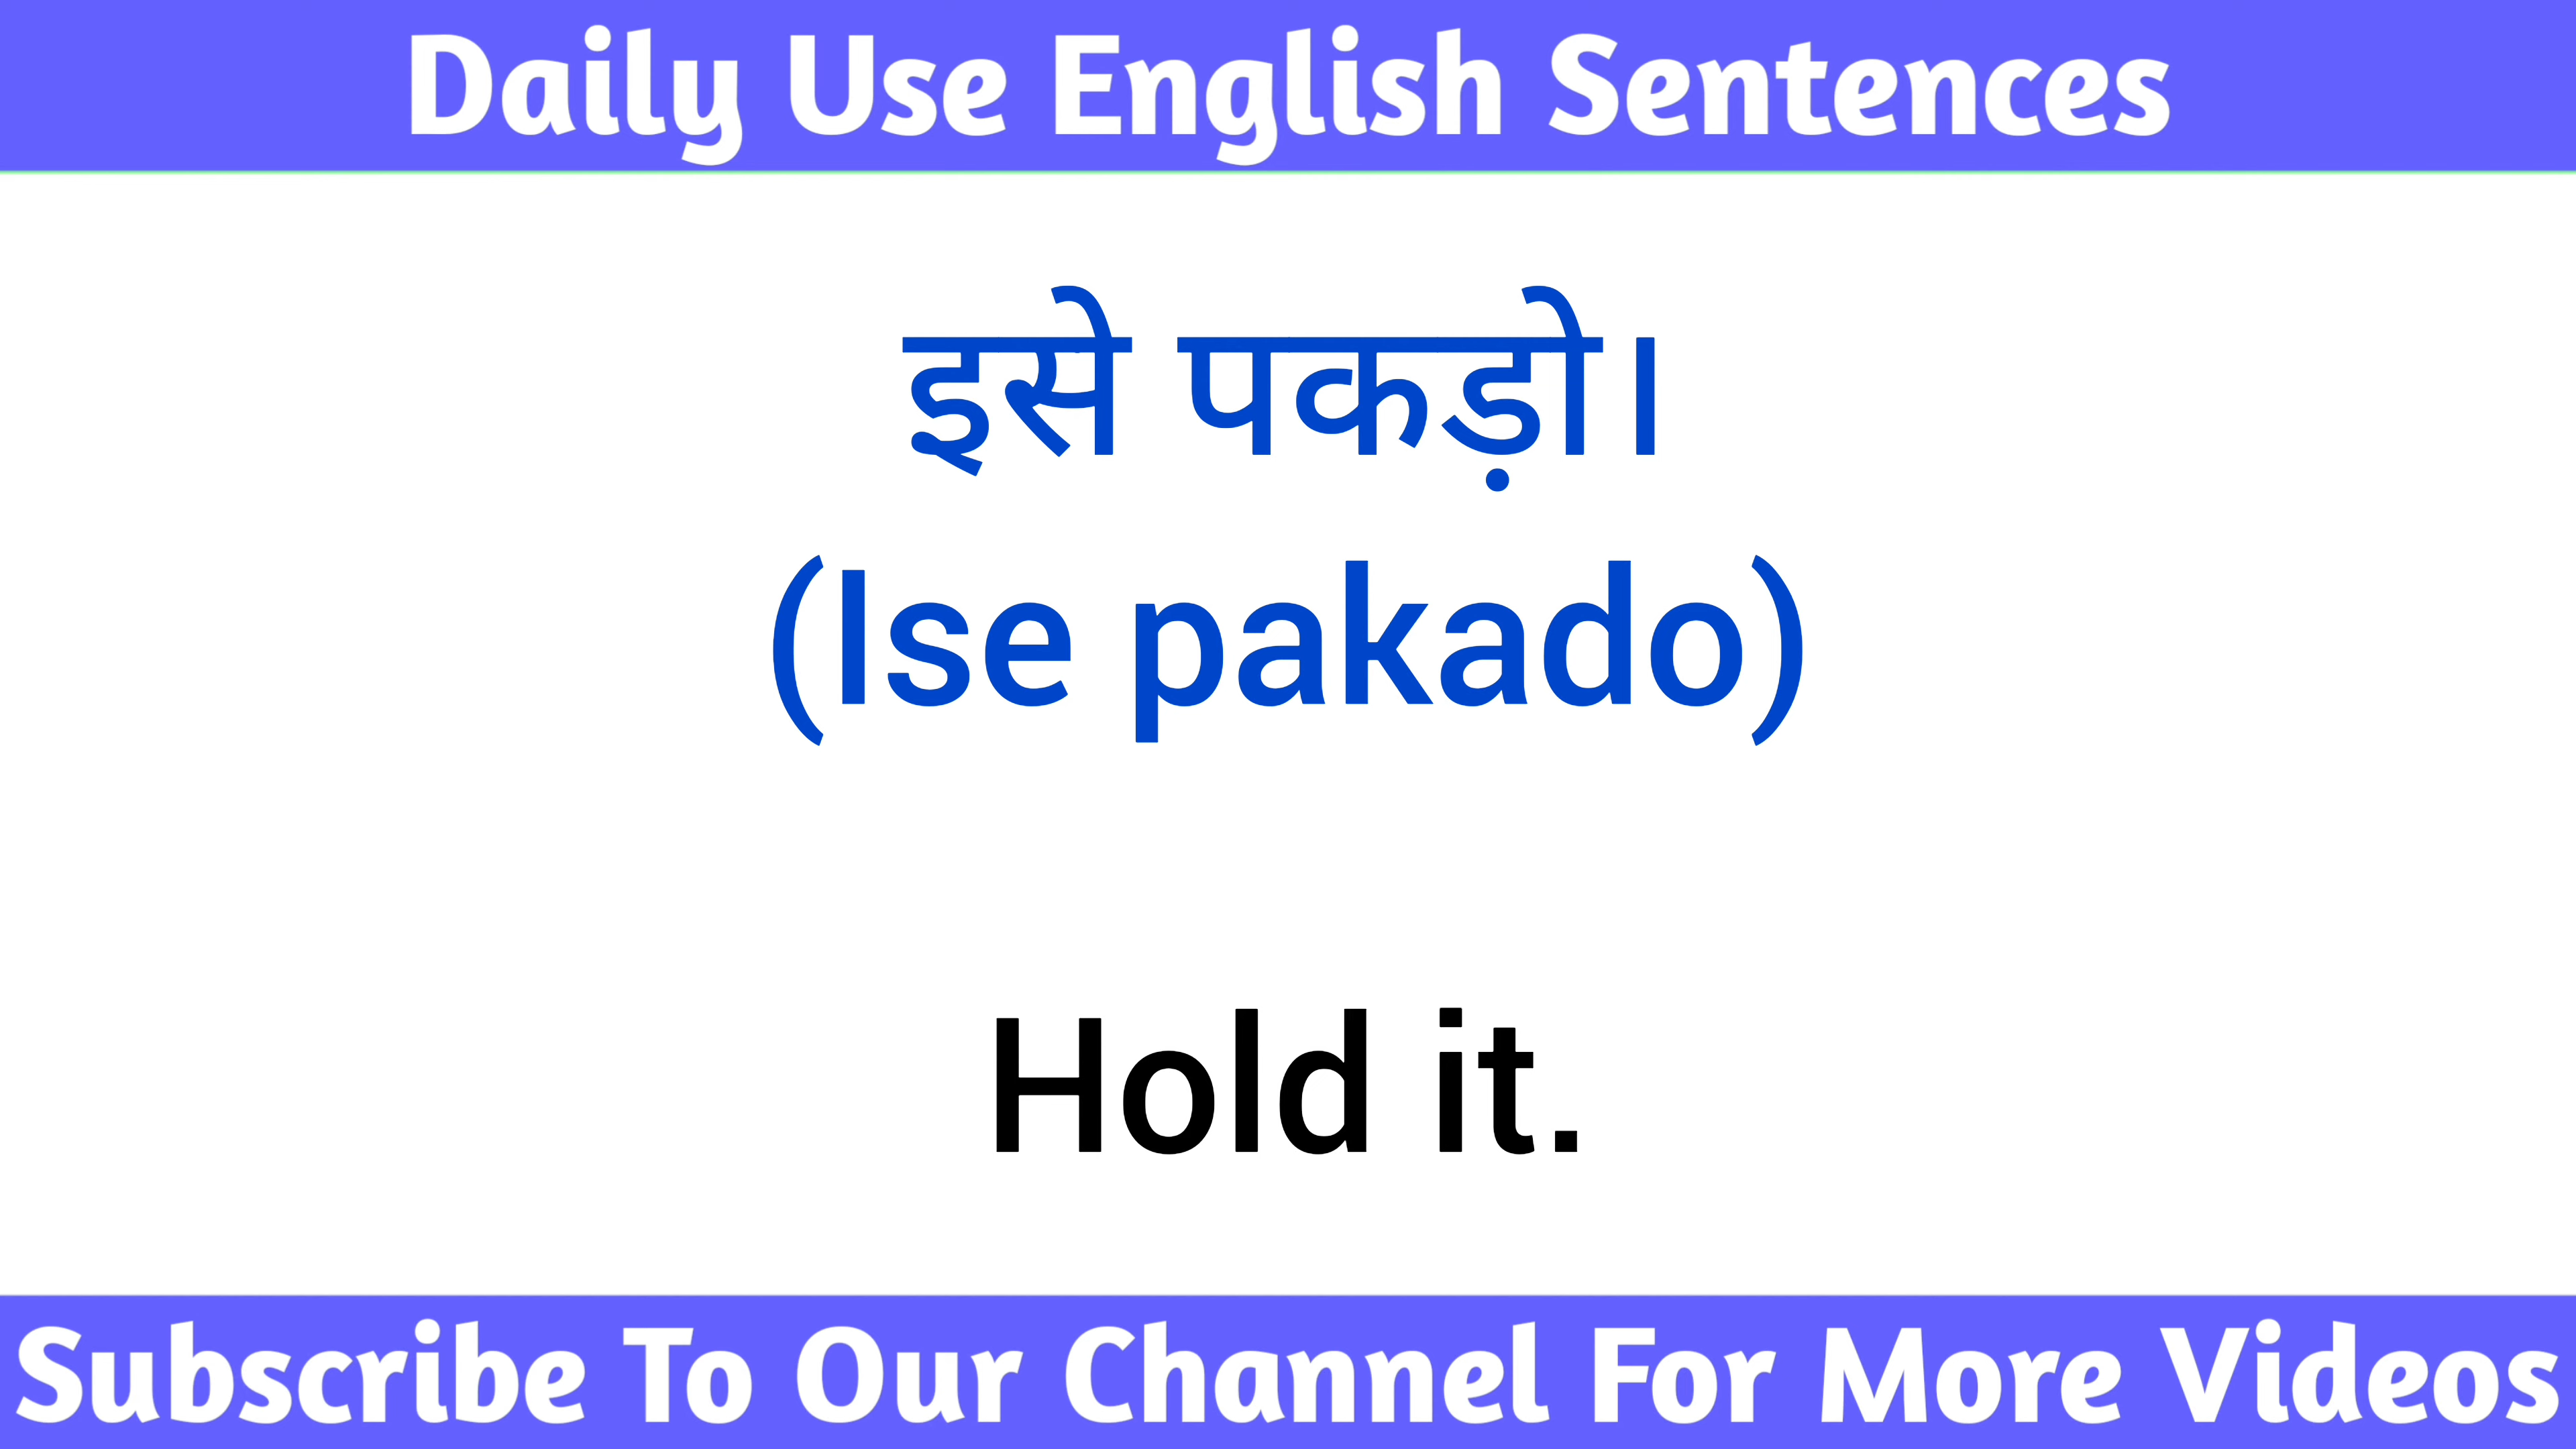 Daily Use English Sentences
इसे पकड़ो।
(Ise pakado)
Hold it.
Subscribe To Our Channel For More Videos